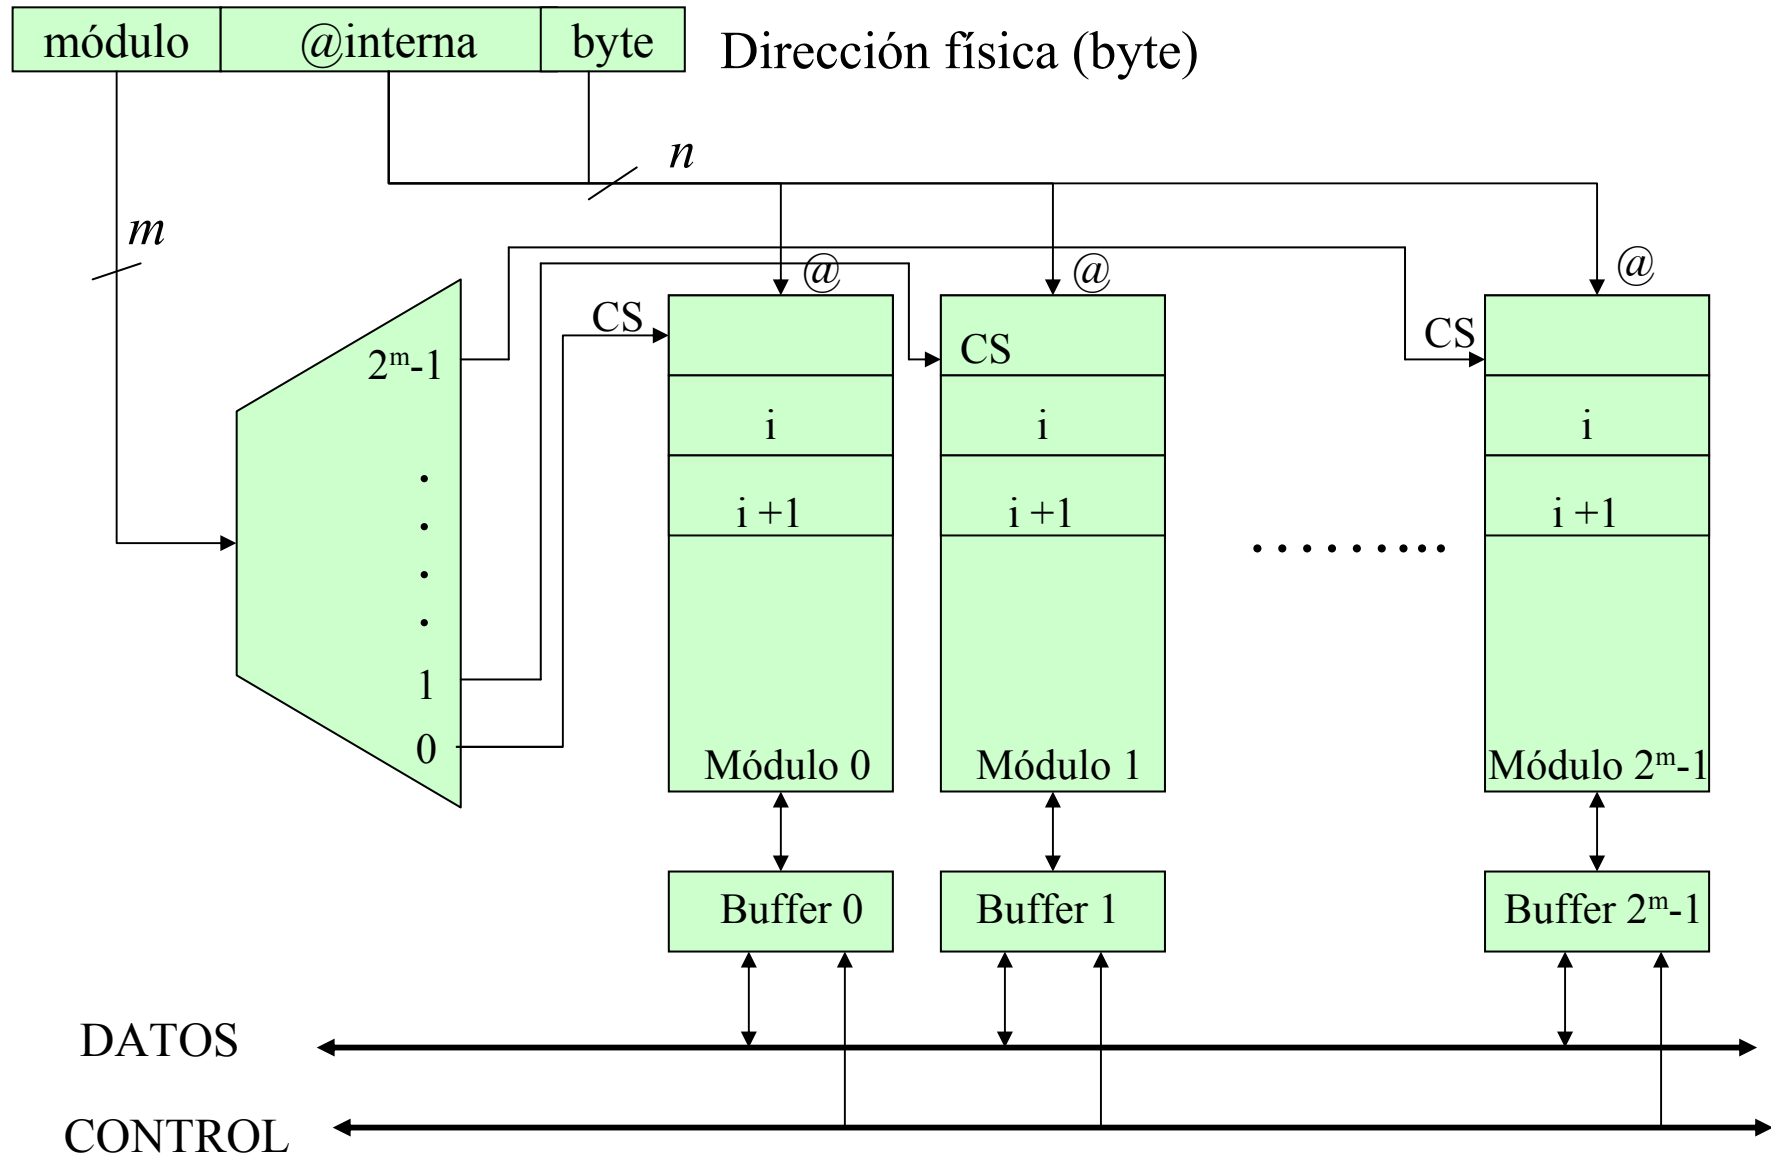 módulo @interna byte Dirección física (byte)
n
m
@ @ @
CS CS CS
2ᵐ-1
i i i
i +1 i +1 i +1
. . . . . . . . .
.
.
.
.
1
0
Módulo 0 Módulo 1 Módulo 2ᵐ-1
Buffer 0 Buffer 1 Buffer 2ᵐ-1
DATOS
CONTROL